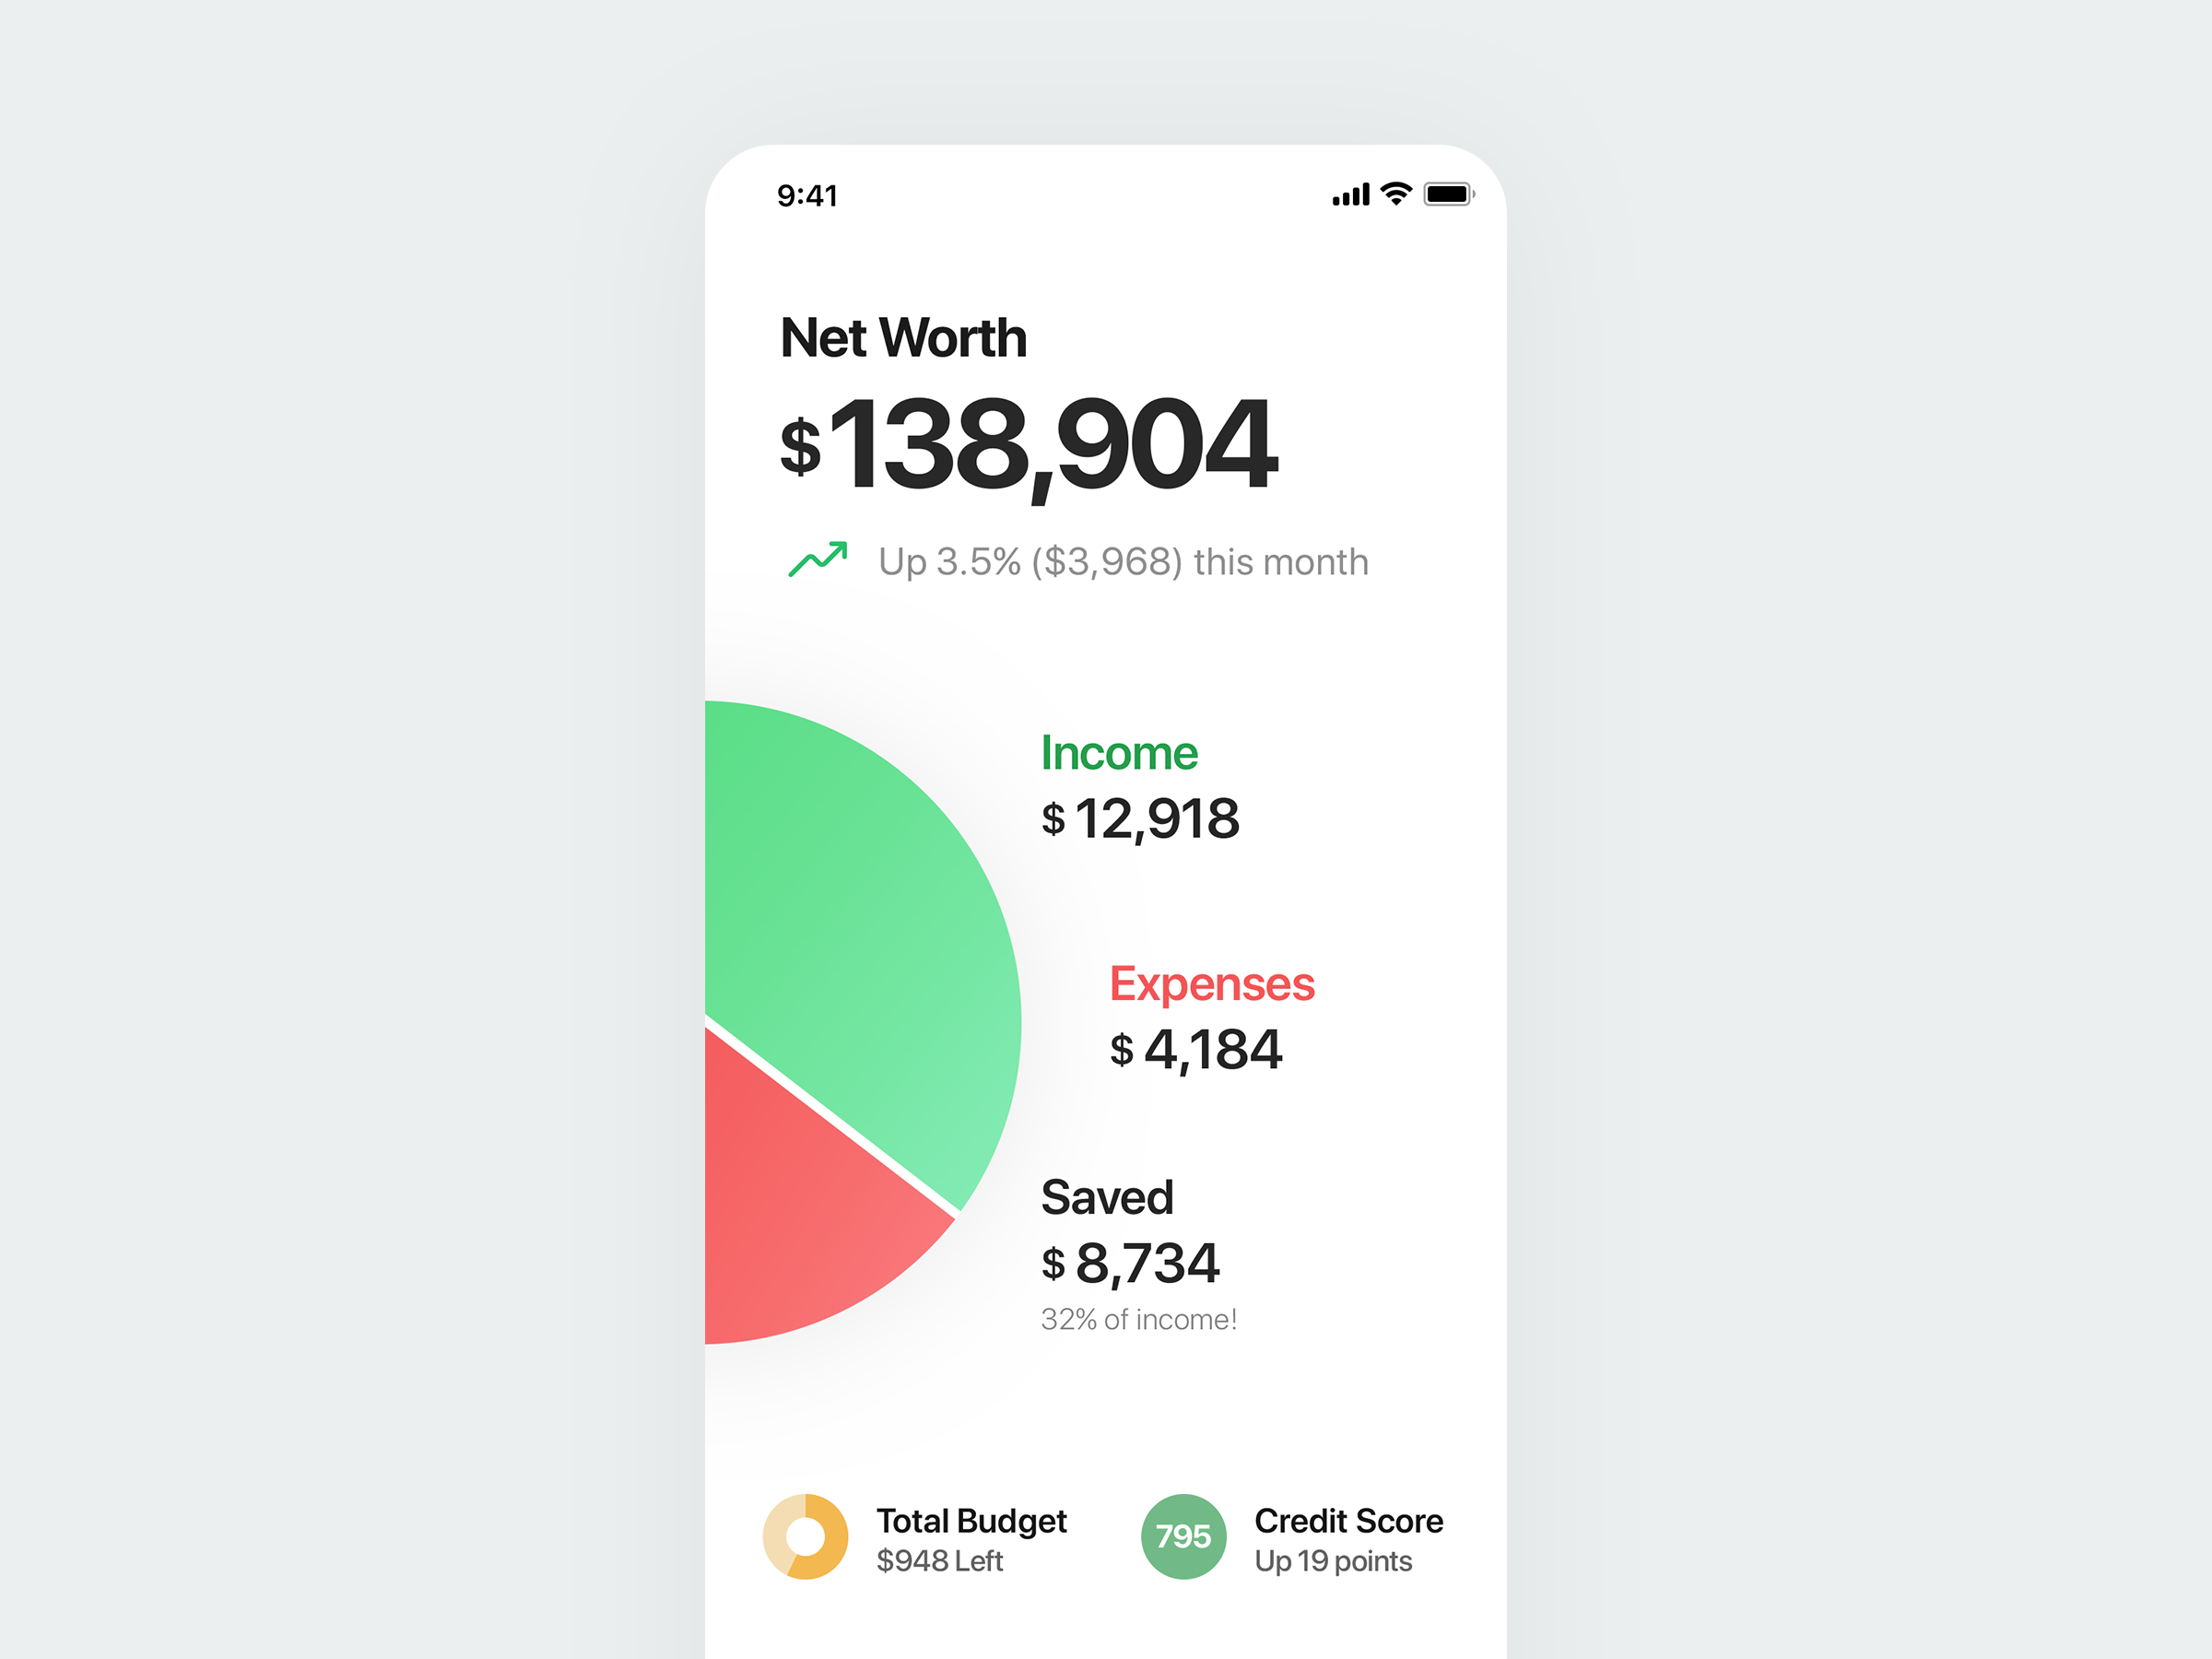 9:41
Net Worth
$138,904
Up 3.5% ($3,968) this month
Income
$ 12,918
Expenses
$ 4,184
Saved
$ 8,734
32% of income!
Total Budget
$948 Left
795
Credit Score
Up 19 points